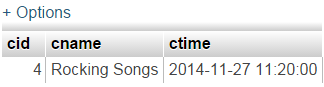 + Options
cid cname ctime
4 Rocking Songs 2014-11-27 11:20:00